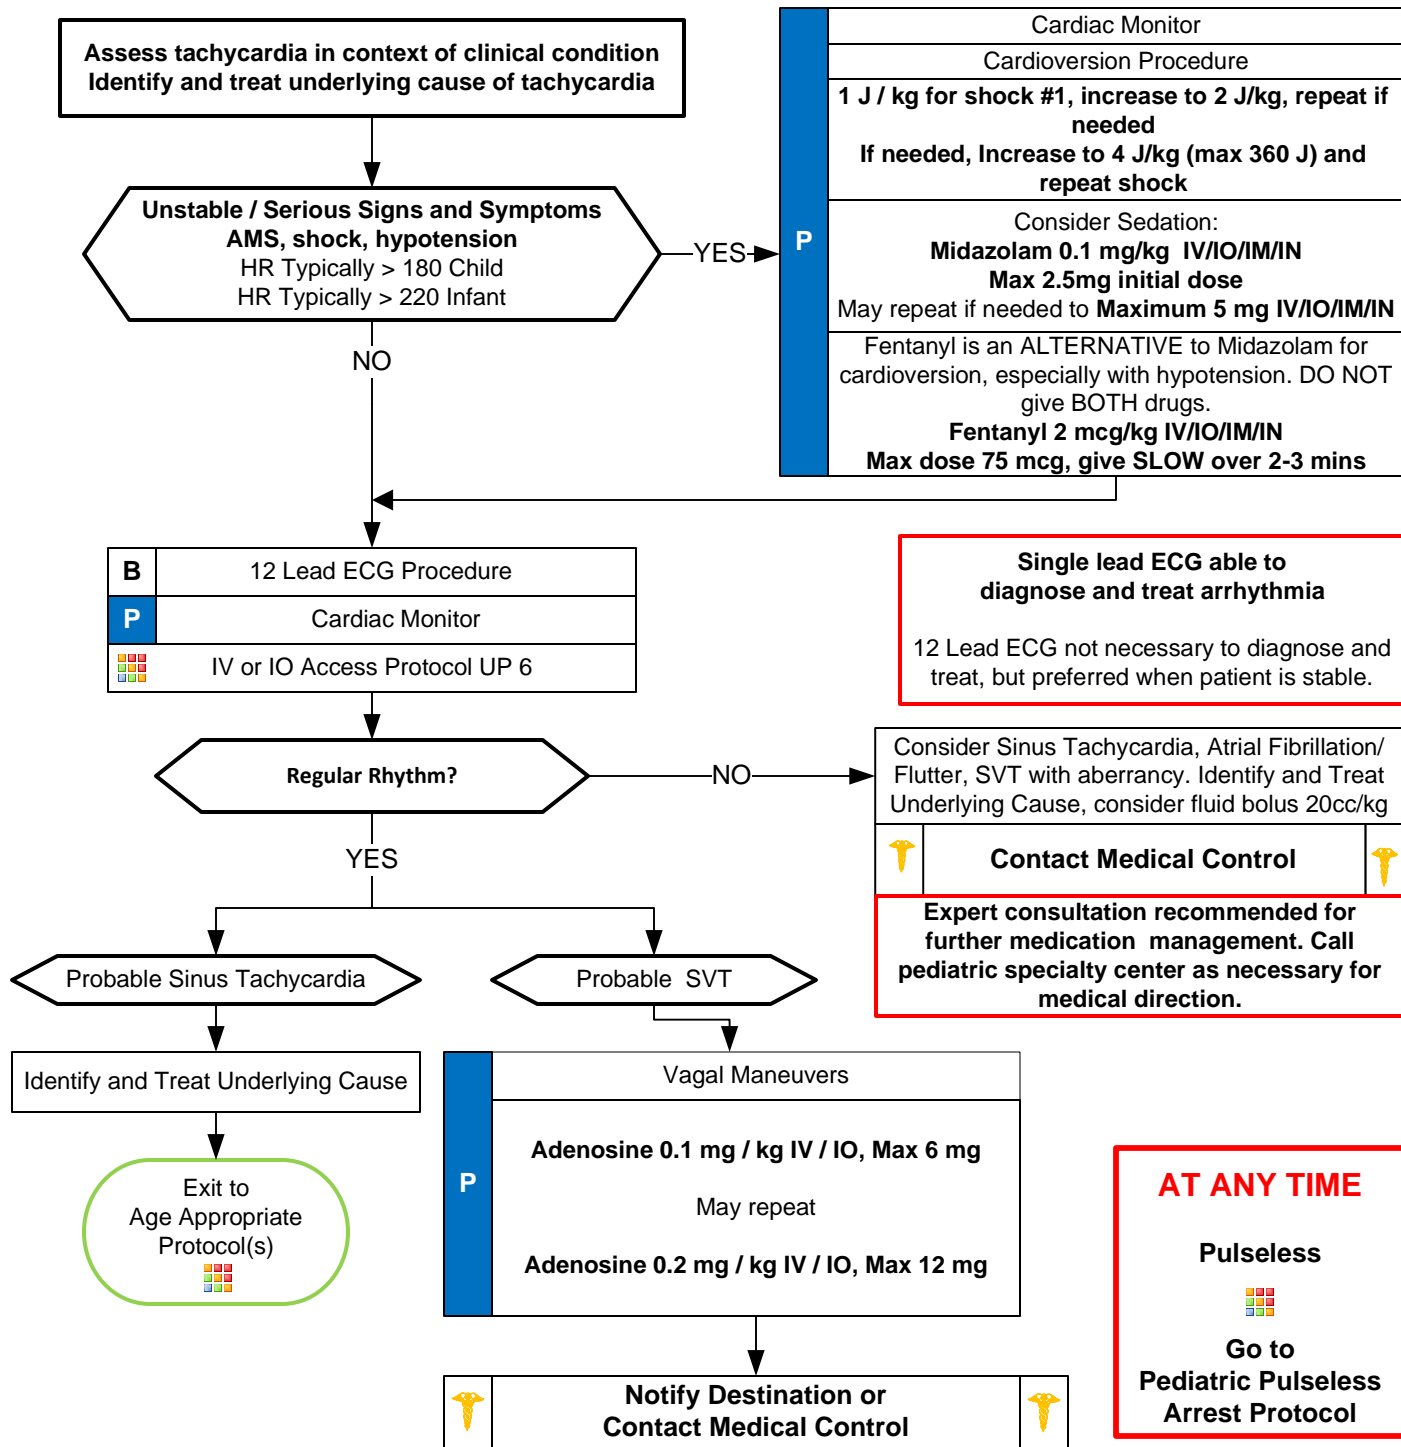 Assess tachycardia in context of clinical condition
Identify and treat underlying cause of tachycardia
Unstable / Serious Signs and Symptoms
AMS, shock, hypotension
HR Typically > 180 Child
HR Typically > 220 Infant
YES
NO
P
Cardiac Monitor
Cardioversion Procedure
1 J / kg for shock #1, increase to 2 J/kg, repeat if
needed
If needed, Increase to 4 J/kg (max 360 J) and
repeat shock
Consider Sedation:
Midazolam 0.1 mg/kg IV/IO/IM/IN
Max 2.5mg initial dose
May repeat if needed to Maximum 5 mg IV/IO/IM/IN
Fentanyl is an ALTERNATIVE to Midazolam for
cardioversion, especially with hypotension. DO NOT
give BOTH drugs.
Fentanyl 2 mcg/kg IV/IO/IM/IN
Max dose 75 mcg, give SLOW over 2-3 mins
B
12 Lead ECG Procedure
P
Cardiac Monitor
IV or IO Access Protocol UP 6
Single lead ECG able to
diagnose and treat arrhythmia
12 Lead ECG not necessary to diagnose and
treat, but preferred when patient is stable.
Regular Rhythm?
NO
YES
Consider Sinus Tachycardia, Atrial Fibrillation/
Flutter, SVT with aberrancy. Identify and Treat
Underlying Cause, consider fluid bolus 20cc/kg
Contact Medical Control
Expert consultation recommended for
further medication management. Call
pediatric specialty center as necessary for
medical direction.
Probable Sinus Tachycardia
Probable SVT
Identify and Treat Underlying Cause
Exit to
Age Appropriate
Protocol(s)
P
Vagal Maneuvers
Adenosine 0.1 mg / kg IV / IO, Max 6 mg
May repeat
Adenosine 0.2 mg / kg IV / IO, Max 12 mg
Notify Destination or
Contact Medical Control
AT ANY TIME
Pulseless
Go to
Pediatric Pulseless
Arrest Protocol